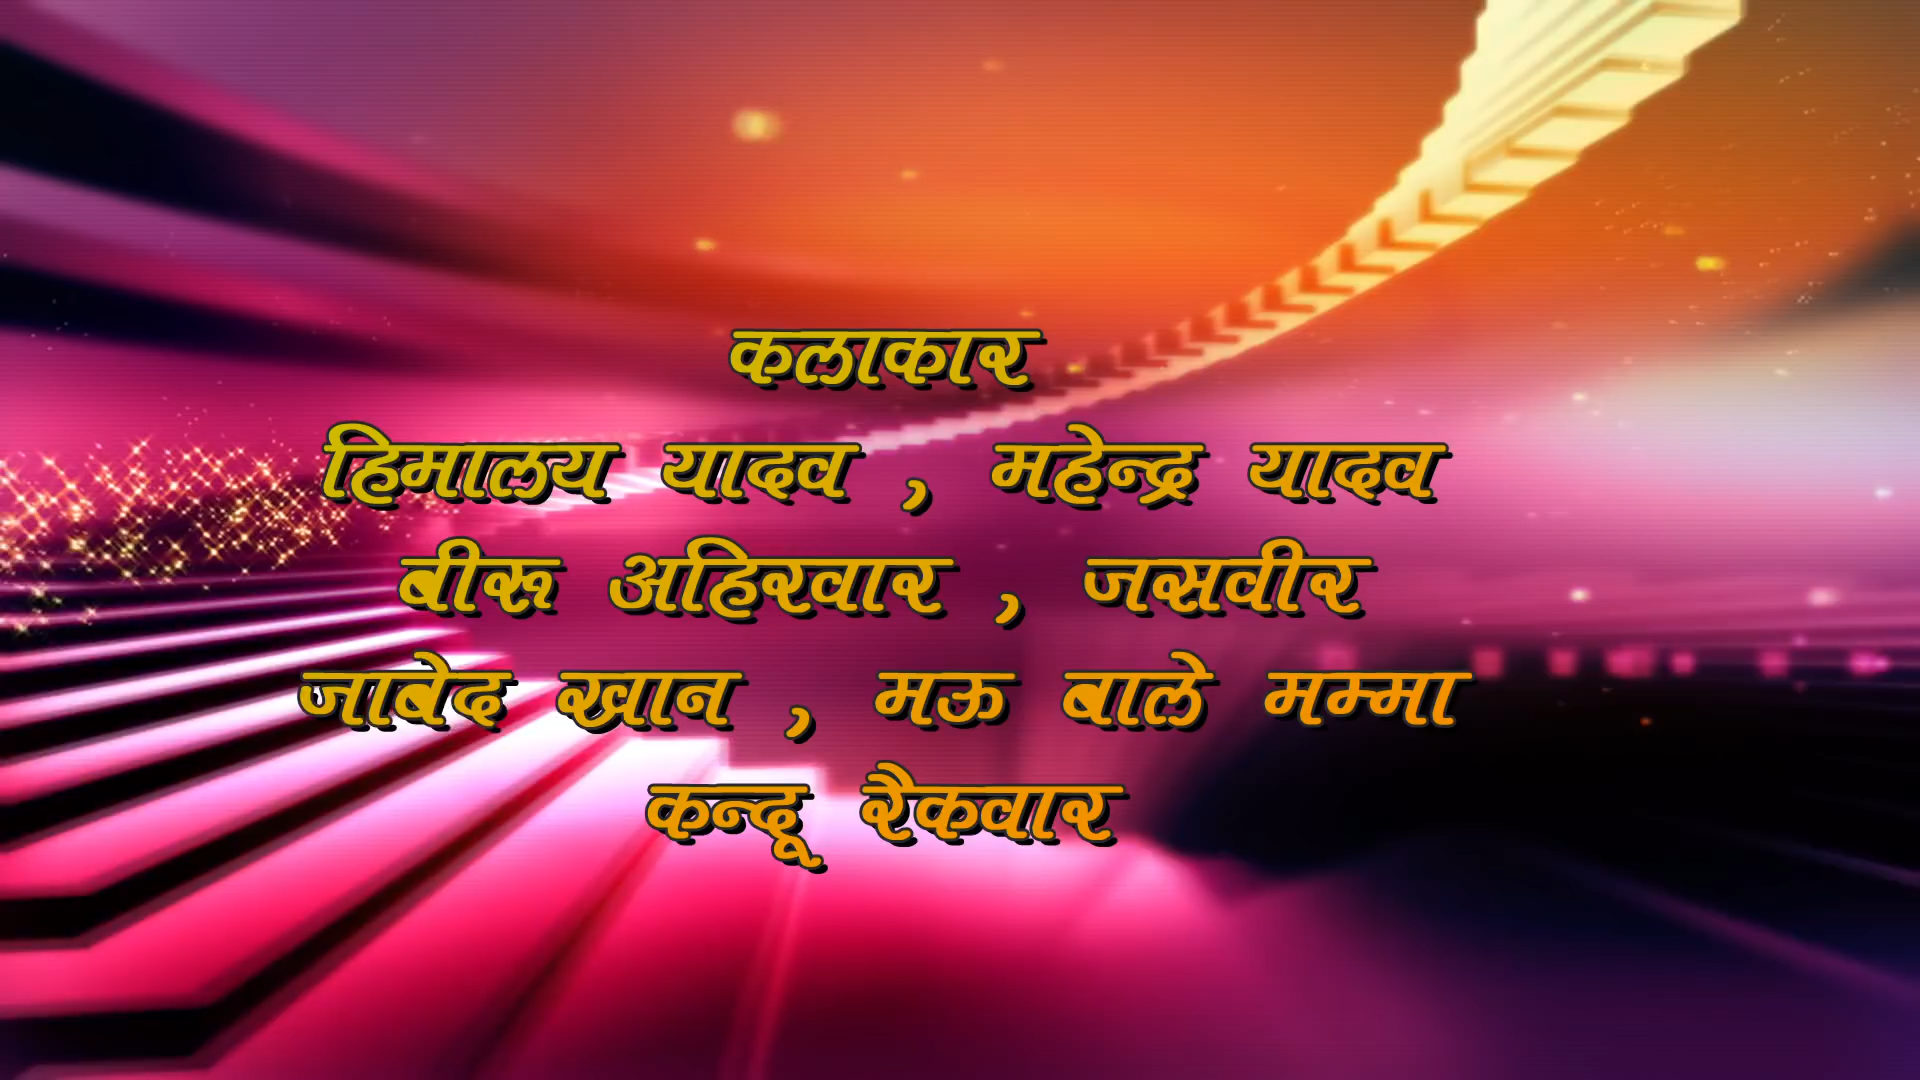 कलाकार
हिमालय यादव , महेन्द्र यादव
बीरू अहिरवार , जसवीर
जाबेद खान , मऊ बाले मम्मा
कन्दू रैकवार